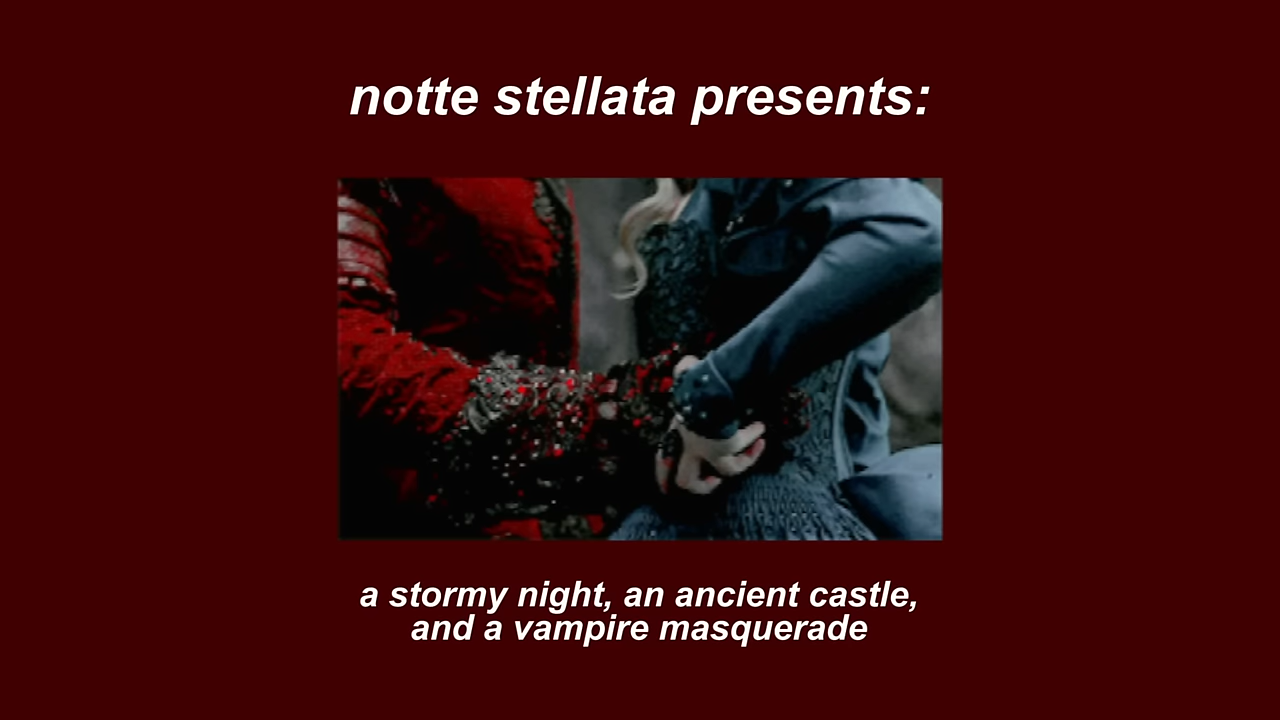 notte stellata presents:
a stormy night, an ancient castle,
and a vampire masquerade